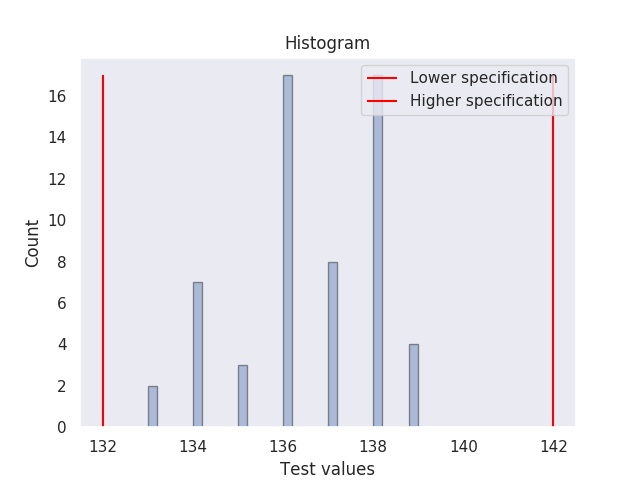 Histogram
Lower specification
Higher specification
16
14
12
10
8
6
4
2
0
Count
132 134 136 138 140 142
Test values